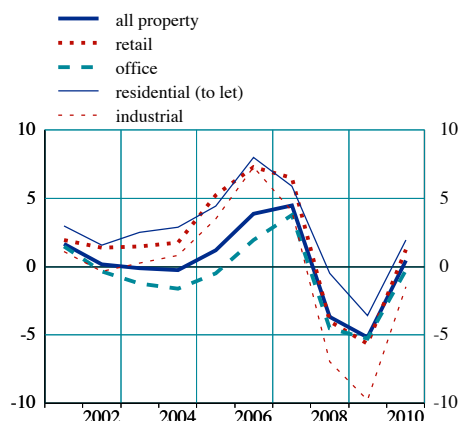 all property
retail
office
residential (to let)
industrial
10 10
5 5
0 0
-5 -5
-10 -10
2002 2004 2006 2008 2010